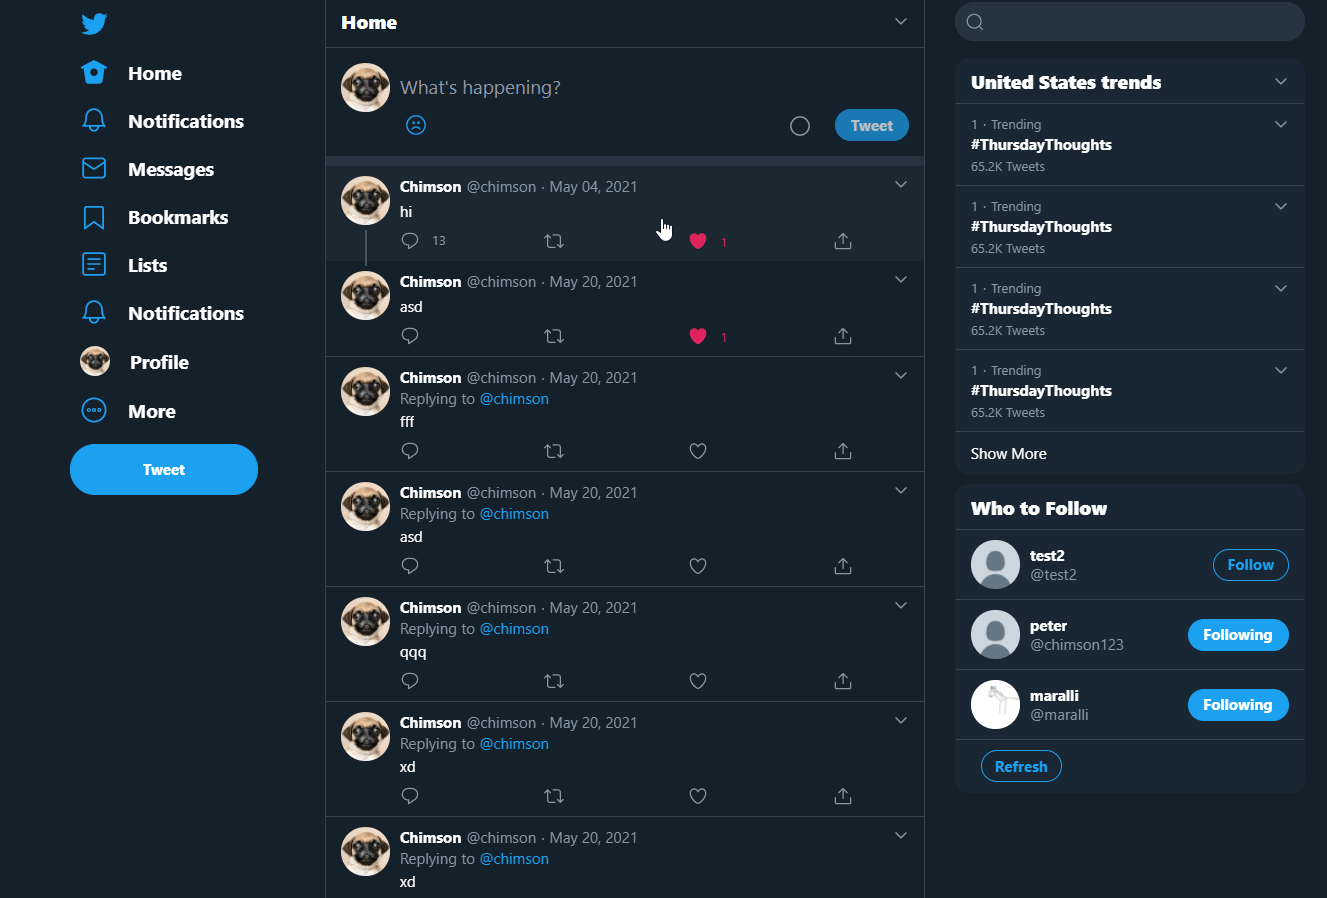 Home
Notifications
Messages
Bookmarks
Lists
Notifications
Profile
More
Tweet
Home
What's happening?
Tweet
Chimson @chimson · May 04, 2021
hi
13 1
Chimson @chimson · May 20, 2021
asd
1
Chimson @chimson · May 20, 2021
Replying to @chimson
fff
Chimson @chimson · May 20, 2021
Replying to @chimson
asd
Chimson @chimson · May 20, 2021
Replying to @chimson
qqq
Chimson @chimson · May 20, 2021
Replying to @chimson
xd
Chimson @chimson · May 20, 2021
Replying to @chimson
xd
United States trends
1 · Trending
#ThursdayThoughts
65.2K Tweets
1 · Trending
#ThursdayThoughts
65.2K Tweets
1 · Trending
#ThursdayThoughts
65.2K Tweets
1 · Trending
#ThursdayThoughts
65.2K Tweets
Show More
Who to Follow
test2
@test2
Follow
peter
@chimson123
Following
maralli
@maralli
Following
Refresh